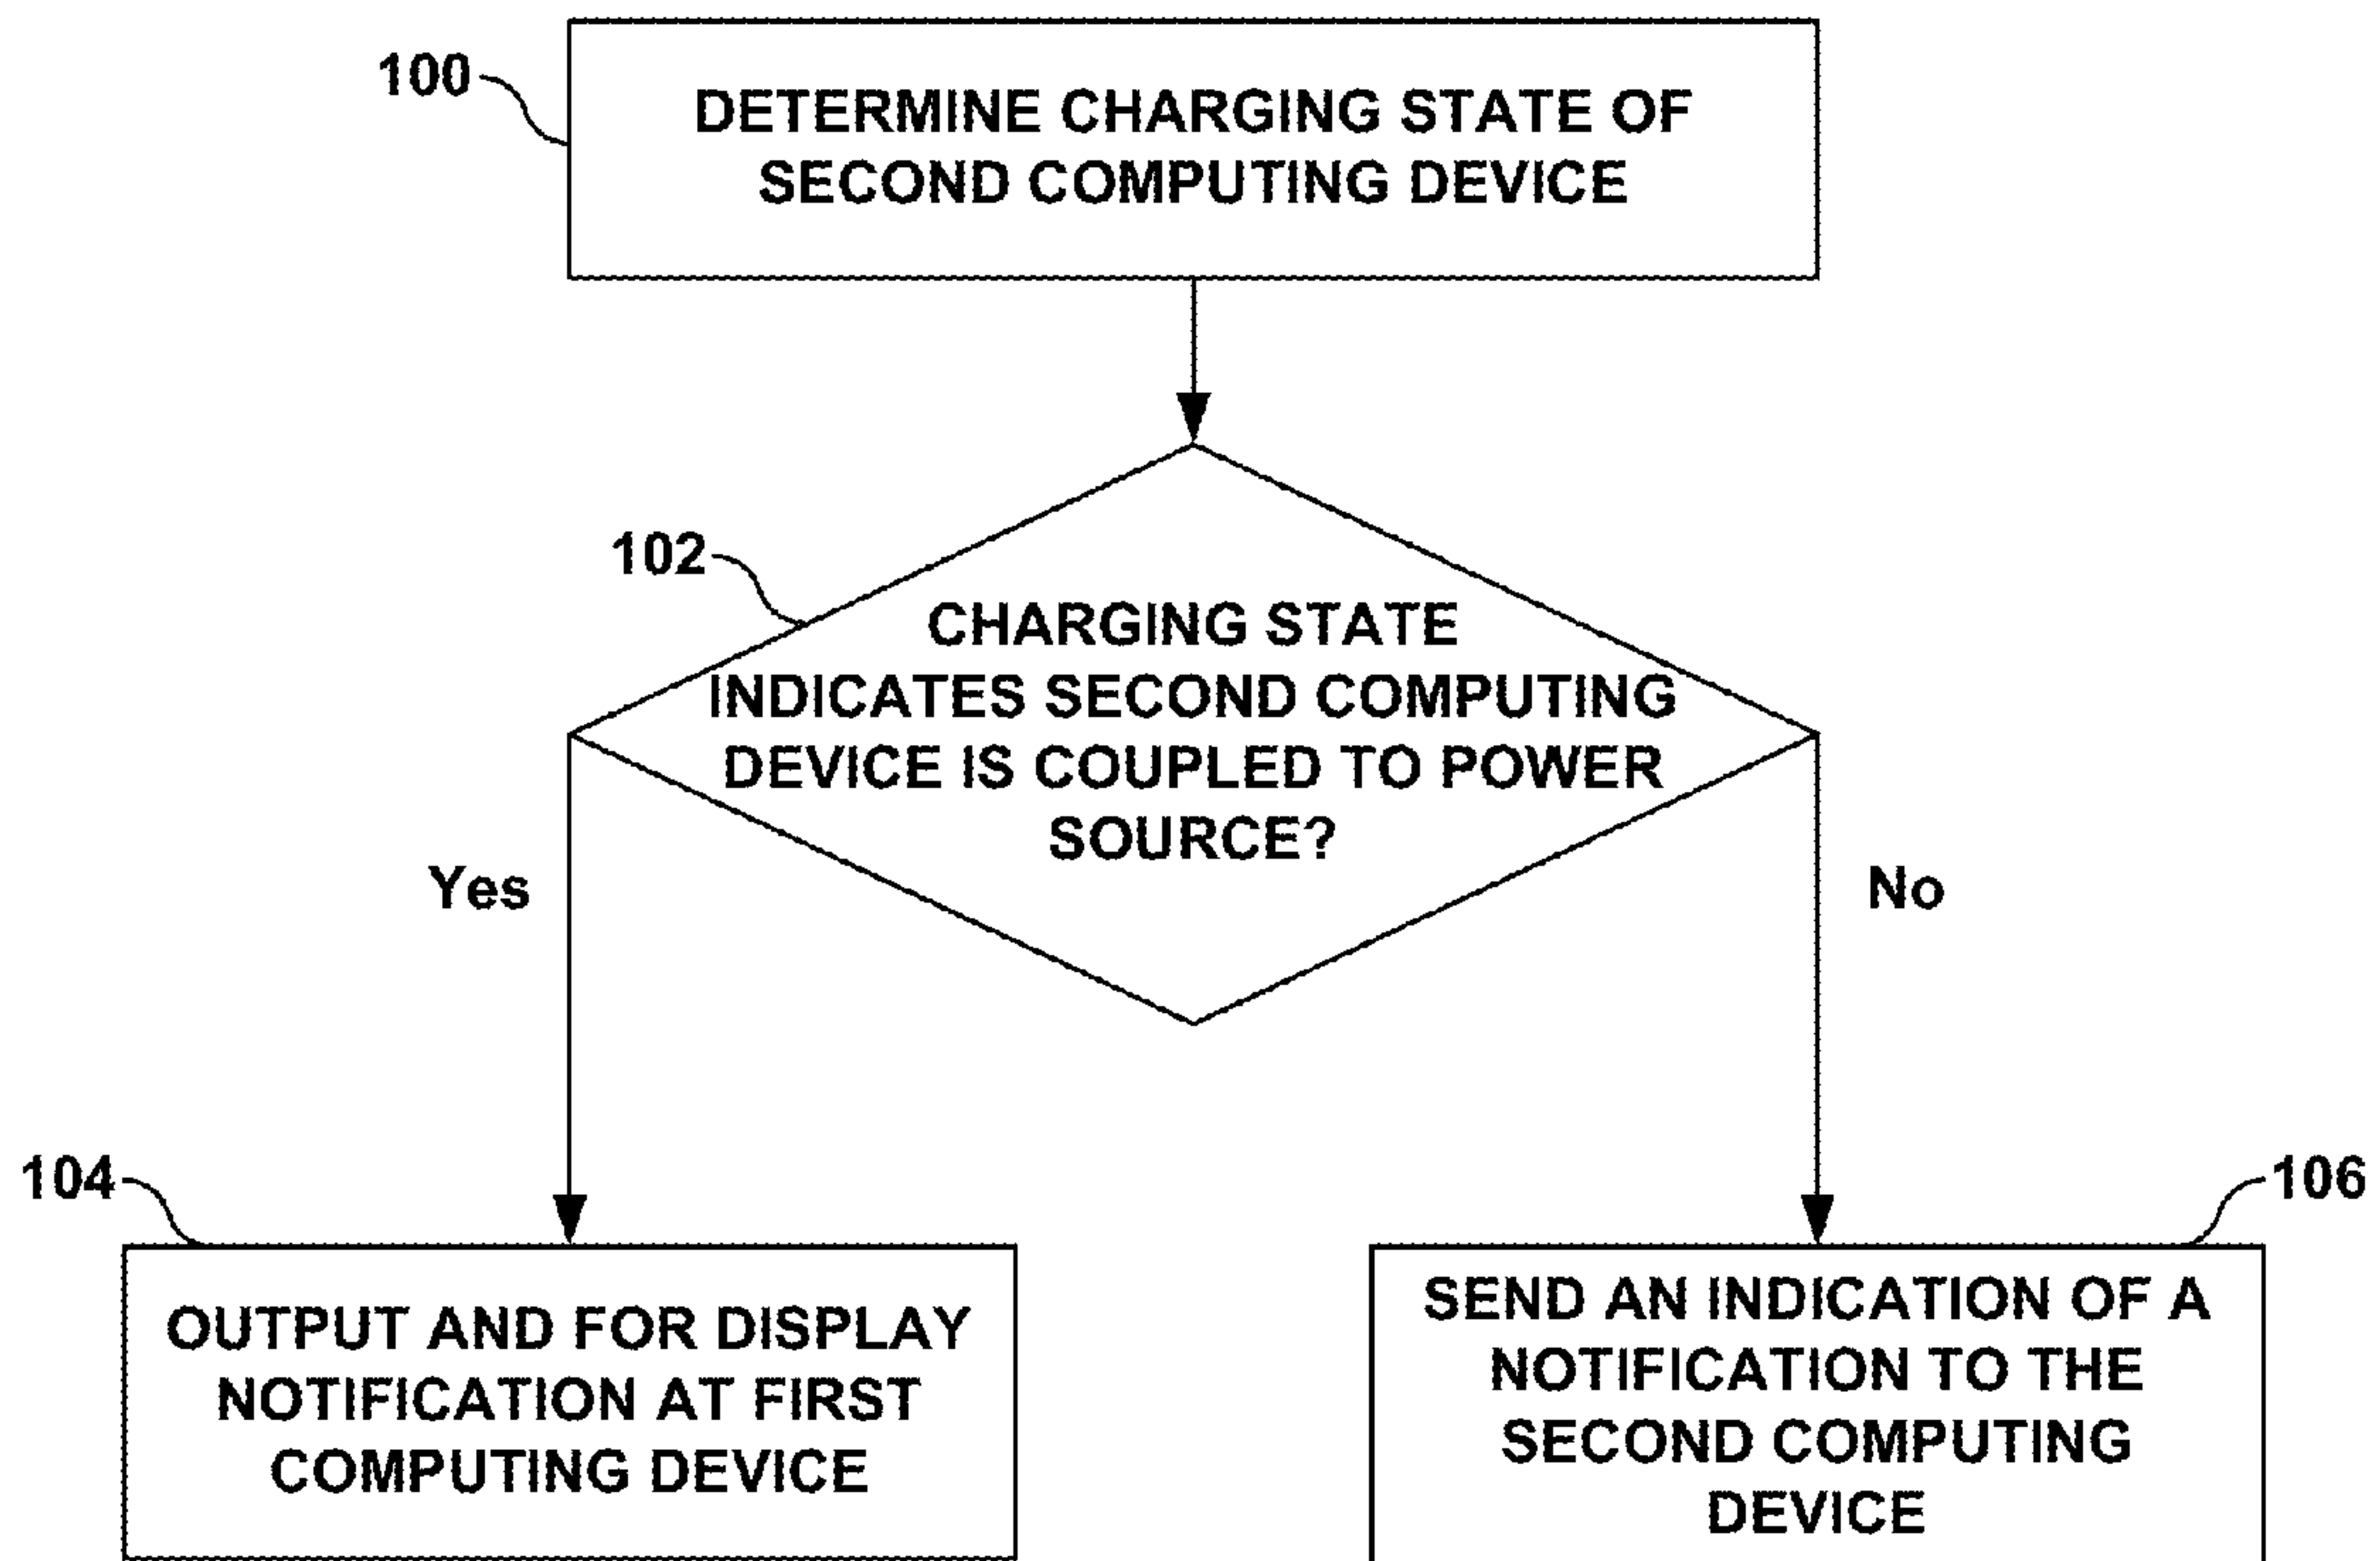 100
DETERMINE CHARGING STATE OF
SECOND COMPUTING DEVICE
102
CHARGING STATE
INDICATES SECOND COMPUTING
DEVICE IS COUPLED TO POWER
SOURCE?
Yes
No
104
106
OUTPUT AND FOR DISPLAY
NOTIFICATION AT FIRST
COMPUTING DEVICE
SEND AN INDICATION OF A
NOTIFICATION TO THE
SECOND COMPUTING
DEVICE